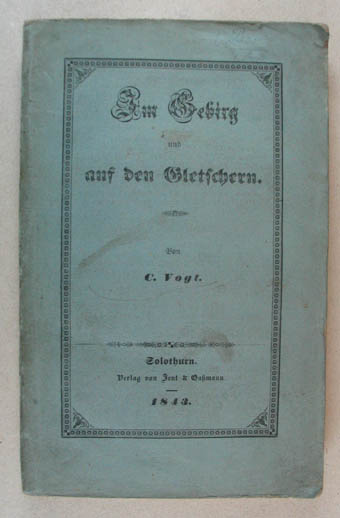 Im Gebirg
und
auf den Gletschern.
Von
C. Vogt.
Solothurn.
Verlag von Jent & Gaßmann
1843.